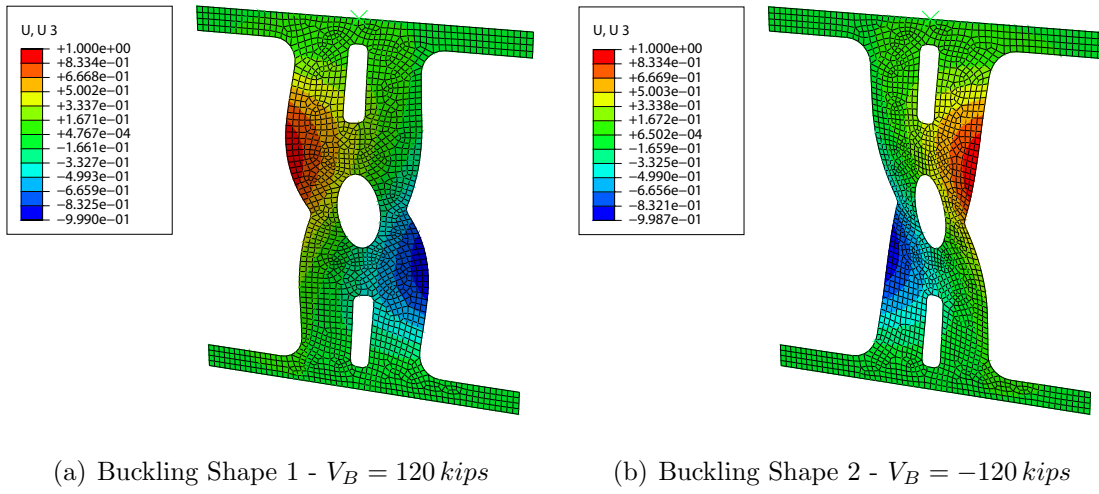 U, U 3
+1.000e+00
+8.334e−01
+6.668e−01
+5.002e−01
+3.337e−01
+1.671e−01
+4.767e−04
−1.661e−01
−3.327e−01
−4.993e−01
−6.659e−01
−8.325e−01
−9.990e−01
U, U 3
+1.000e+00
+8.334e−01
+6.669e−01
+5.003e−01
+3.338e−01
+1.672e−01
+6.502e−04
−1.659e−01
−3.325e−01
−4.990e−01
−6.656e−01
−8.321e−01
−9.987e−01
(a) Buckling Shape 1 - V_B = 120 kips
(b) Buckling Shape 2 - V_B = −120 kips